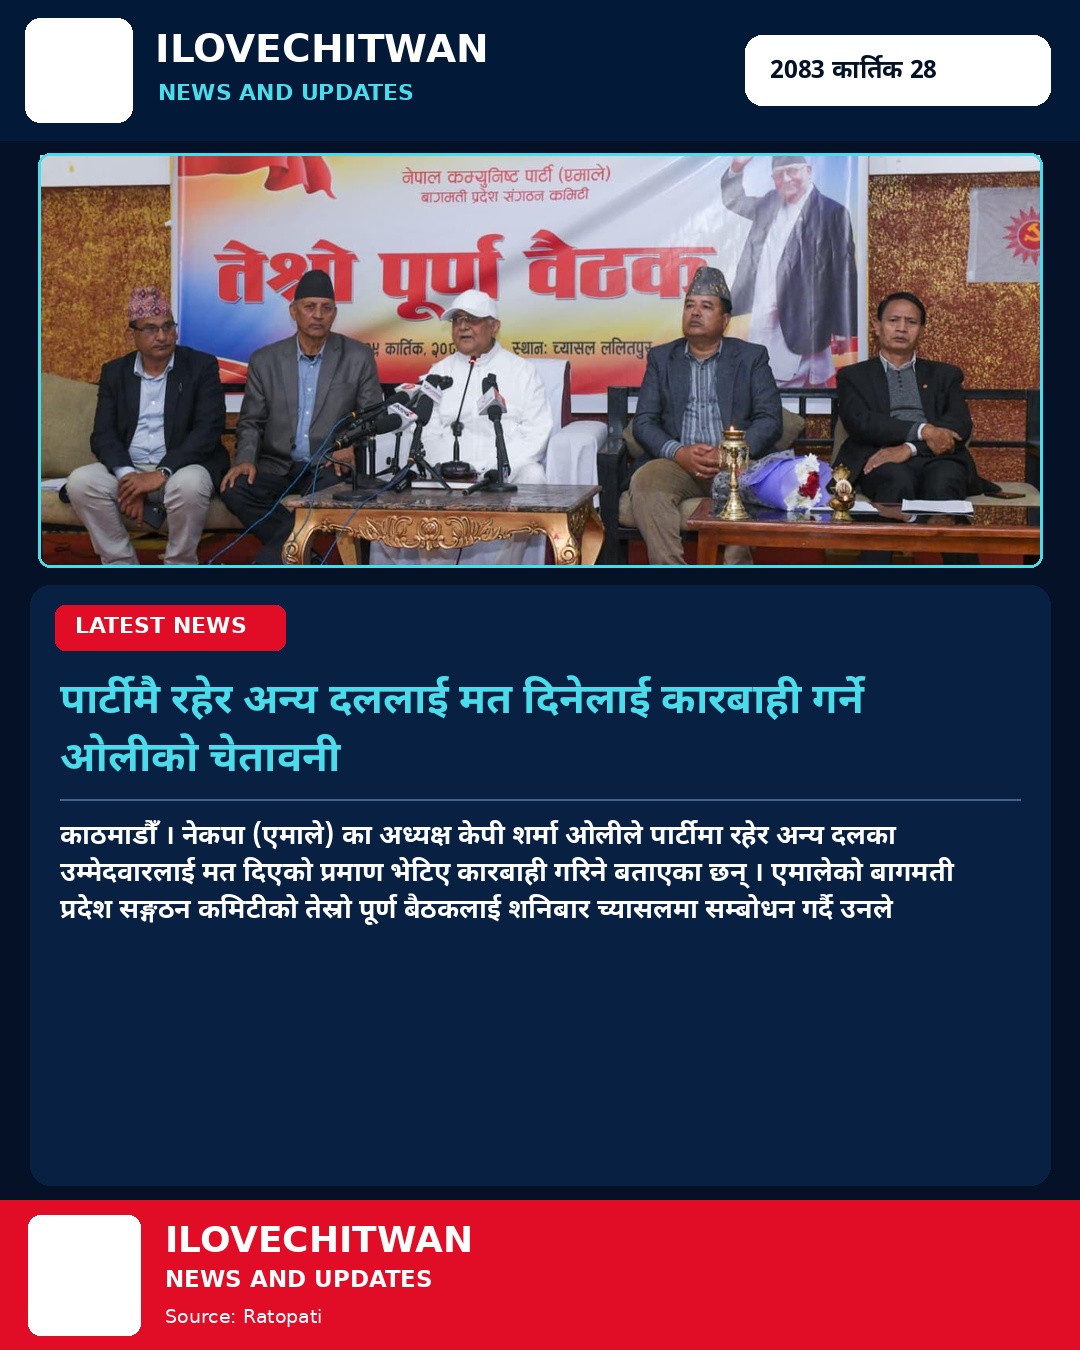 ILOVECHITWAN
NEWS AND UPDATES
2083 कार्तिक 28
नेपाल कम्युनिष्ट पार्टी (एमाले)
बागमती प्रदेश संगठन कमिटी
तेश्रो पूर्ण वैठक
कार्तिक,
स्थान: च्यासल ललितपुर
LATEST NEWS
पार्टीमै रहेर अन्य दललाई मत दिनेलाई कारबाही गर्ने
ओलीको चेतावनी
काठमाडौँ । नेकपा (एमाले) का अध्यक्ष केपी शर्मा ओलीले पार्टीमा रहेर अन्य दलका
उम्मेदवारलाई मत दिएको प्रमाण भेटिए कारबाही गरिने बताएका छन् । एमालेको बागमती
प्रदेश सङ्गठन कमिटीको तेस्रो पूर्ण बैठकलाई शनिबार च्यासलमा सम्बोधन गर्दै उनले
ILOVECHITWAN
NEWS AND UPDATES
Source: Ratopati